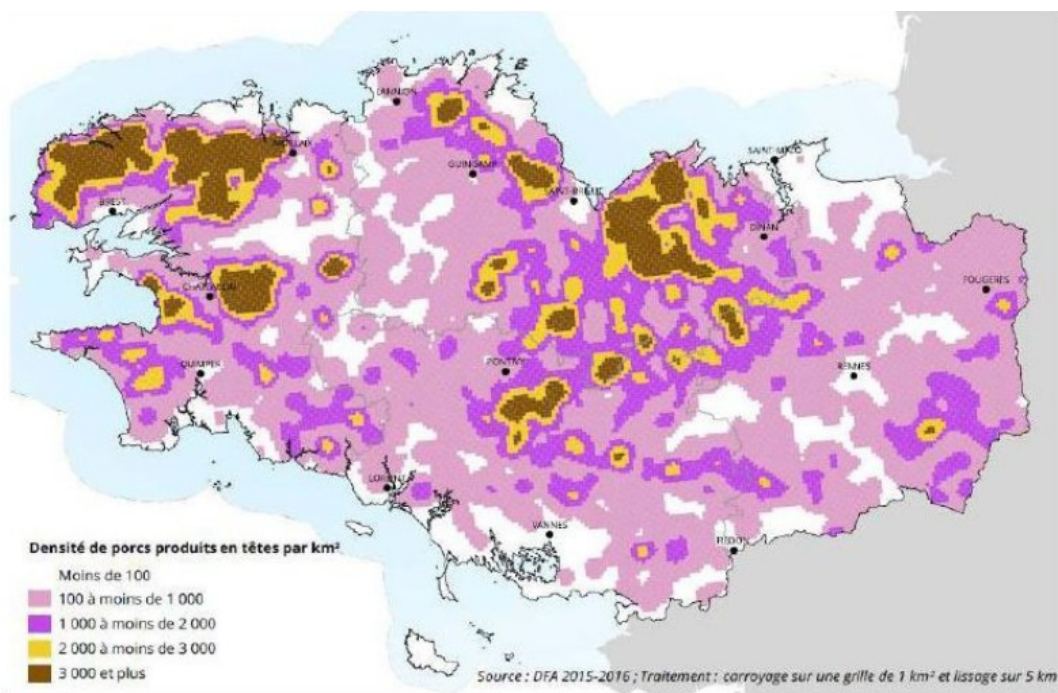 LANNION
MORLAIX
GUINGAMP
SAINT-MALO
BREST
SAINT-BRIEUC
DINAN
CHATEAULIN
FOUGERES
QUIMPER
PONTIVY
RENNES
LORIENT
VANNES
REDON
Densité de porcs produits en têtes par km²
Moins de 100
100 à moins de 1 000
1 000 à moins de 2 000
2 000 à moins de 3 000
3 000 et plus
Source : DFA 2015-2016 ; Traitement : carroyage sur une grille de 1 km² et lissage sur 5 km